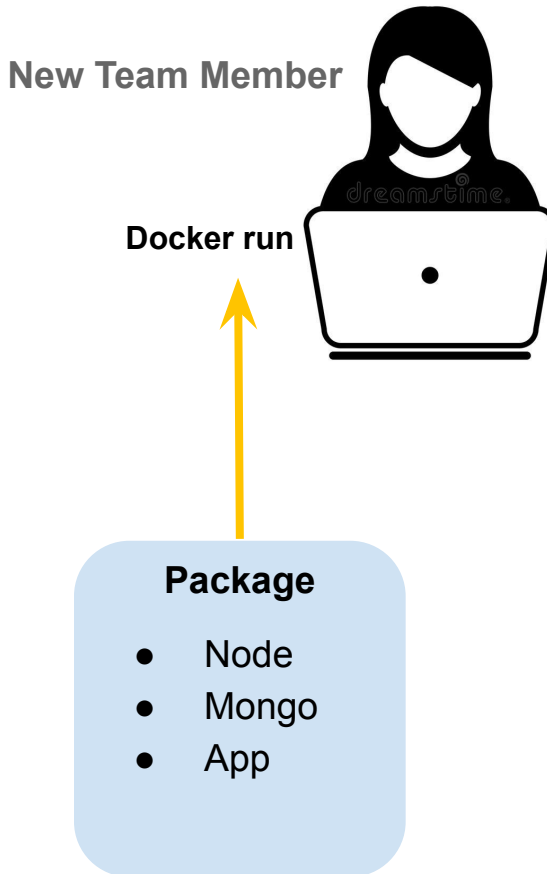 New Team Member
dreamstime.
Docker run
Package
● Node
● Mongo
● App